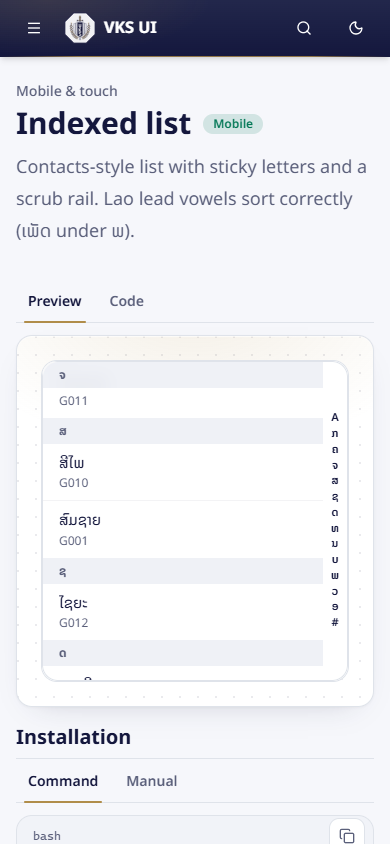 VKS UI
Mobile & touch
Indexed list
Mobile
Contacts-style list with sticky letters and a
scrub rail. Lao lead vowels sort correctly
(ເພັດ under ພ).
Preview
Code
ຈ
G011
ສ
ສີໄພ
G010
ສົມຊາຍ
G001
ຊ
ໄຊຍະ
G012
ດ
A
ກ
ຄ
ຈ
ສ
ຊ
ດ
ທ
ນ
ບ
ພ
ວ
ອ
#
Installation
Command
Manual
bash